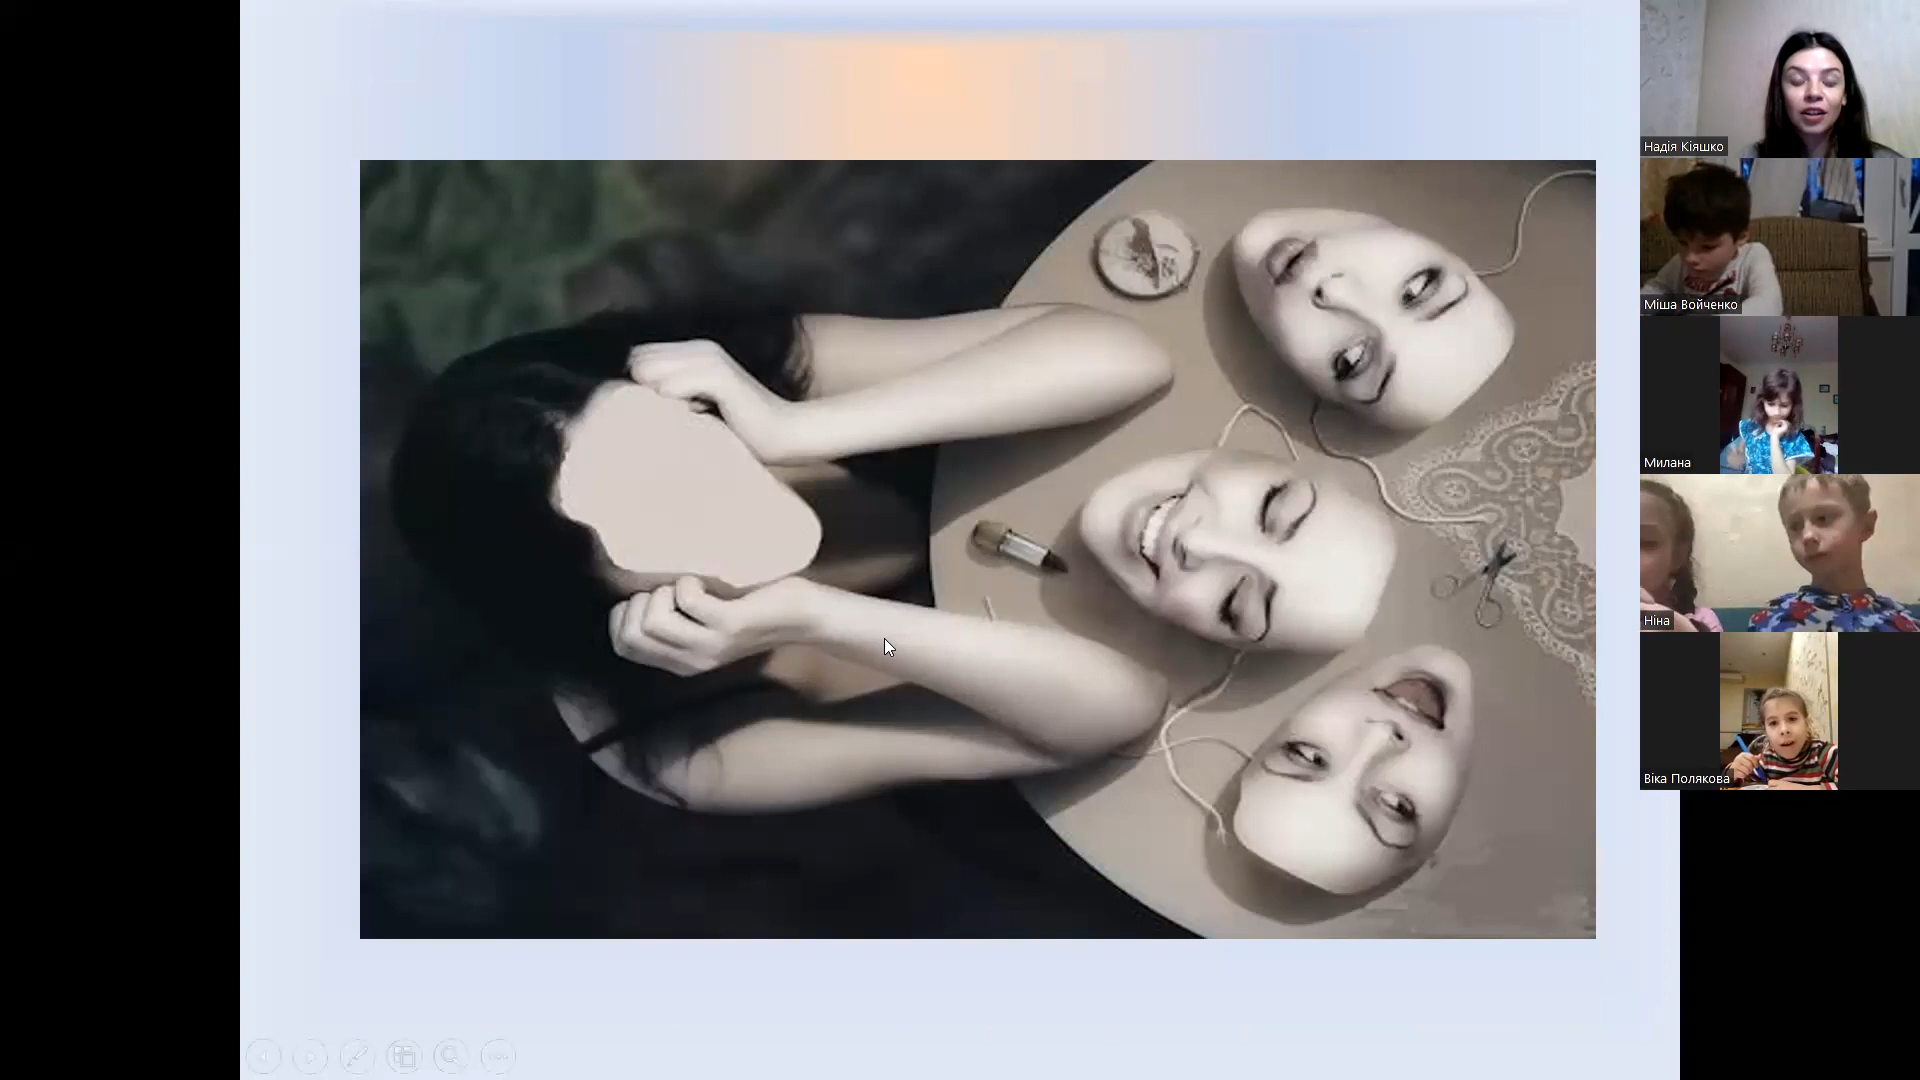 Надія Кіяшко
Міша Войченко
Милана
Ніна
Віка Полякова